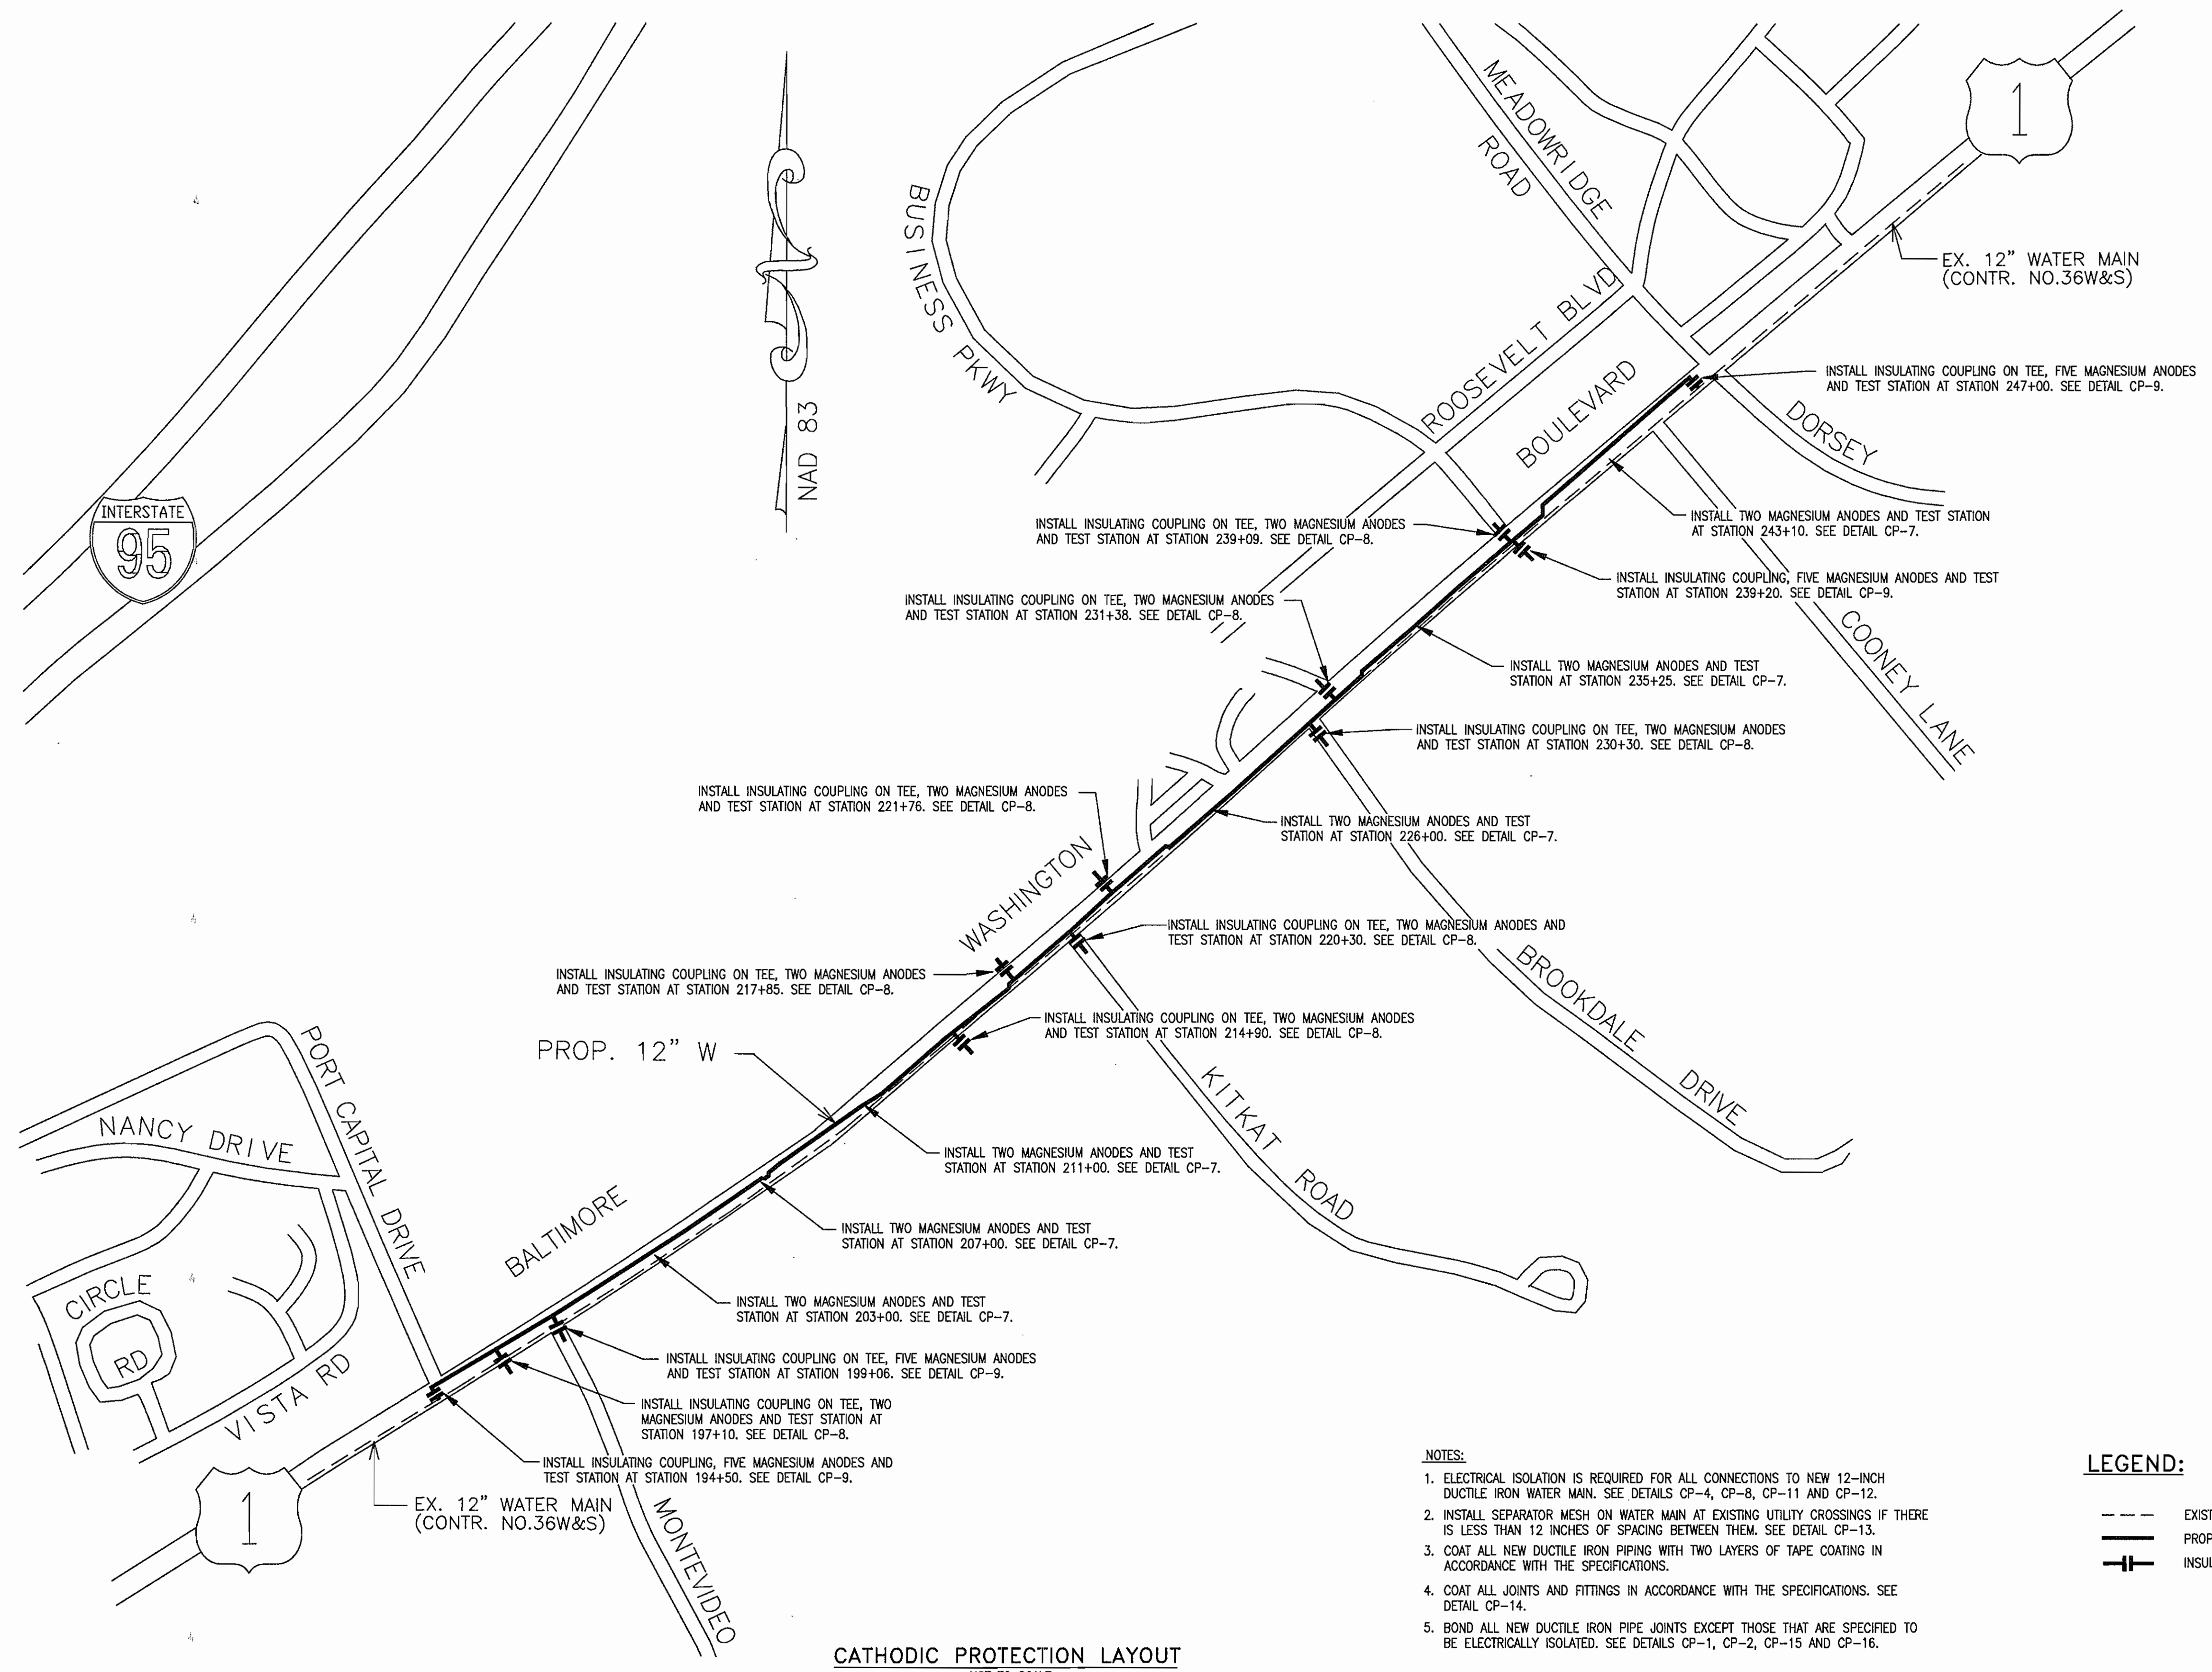 MEADOWRIDGE
ROAD
1
BUSINESS PKWY
EX. 12" WATER MAIN
(CONTR. NO.36W&S)
ROOSEVELT BLVD
BOULEVARD
INSTALL INSULATING COUPLING ON TEE, FIVE MAGNESIUM ANODES
AND TEST STATION AT STATION 247+00. SEE DETAIL CP-9.
DORSEY
NAD 83
INTERSTATE
95
INSTALL INSULATING COUPLING ON TEE, TWO MAGNESIUM ANODES
AND TEST STATION AT STATION 239+09. SEE DETAIL CP-8.
INSTALL TWO MAGNESIUM ANODES AND TEST STATION
AT STATION 243+10. SEE DETAIL CP-7.
INSTALL INSULATING COUPLING, FIVE MAGNESIUM ANODES AND TEST
STATION AT STATION 239+20. SEE DETAIL CP-9.
INSTALL INSULATING COUPLING ON TEE, TWO MAGNESIUM ANODES
AND TEST STATION AT STATION 231+38. SEE DETAIL CP-8.
COONEY LANE
INSTALL TWO MAGNESIUM ANODES AND TEST
STATION AT STATION 235+25. SEE DETAIL CP-7.
INSTALL INSULATING COUPLING ON TEE, TWO MAGNESIUM ANODES
AND TEST STATION AT STATION 230+30. SEE DETAIL CP-8.
INSTALL INSULATING COUPLING ON TEE, TWO MAGNESIUM ANODES
AND TEST STATION AT STATION 221+76. SEE DETAIL CP-8.
INSTALL TWO MAGNESIUM ANODES AND TEST
STATION AT STATION 226+00. SEE DETAIL CP-7.
WASHINGTON
INSTALL INSULATING COUPLING ON TEE, TWO MAGNESIUM ANODES AND
TEST STATION AT STATION 220+30. SEE DETAIL CP-8.
BROOKDALE
DRIVE
INSTALL INSULATING COUPLING ON TEE, TWO MAGNESIUM ANODES
AND TEST STATION AT STATION 217+85. SEE DETAIL CP-8.
INSTALL INSULATING COUPLING ON TEE, TWO MAGNESIUM ANODES
AND TEST STATION AT STATION 214+90. SEE DETAIL CP-8.
PROP. 12" W
KITKAT ROAD
PORT CAPITAL DRIVE
NANCY DRIVE
INSTALL TWO MAGNESIUM ANODES AND TEST
STATION AT STATION 211+00. SEE DETAIL CP-7.
BALTIMORE
INSTALL TWO MAGNESIUM ANODES AND TEST
STATION AT STATION 207+00. SEE DETAIL CP-7.
CIRCLE
RD
VISTA RD
INSTALL TWO MAGNESIUM ANODES AND TEST
STATION AT STATION 203+00. SEE DETAIL CP-7.
INSTALL INSULATING COUPLING ON TEE, FIVE MAGNESIUM ANODES
AND TEST STATION AT STATION 199+06. SEE DETAIL CP-9.
INSTALL INSULATING COUPLING ON TEE, TWO
MAGNESIUM ANODES AND TEST STATION AT
STATION 197+10. SEE DETAIL CP-8.
INSTALL INSULATING COUPLING, FIVE MAGNESIUM ANODES AND
TEST STATION AT STATION 194+50. SEE DETAIL CP-9.
EX. 12" WATER MAIN
(CONTR. NO.36W&S)
1
MONTEVIDEO
NOTES:
1. ELECTRICAL ISOLATION IS REQUIRED FOR ALL CONNECTIONS TO NEW 12-INCH
DUCTILE IRON WATER MAIN. SEE DETAILS CP-4, CP-8, CP-11 AND CP-12.
2. INSTALL SEPARATOR MESH ON WATER MAIN AT EXISTING UTILITY CROSSINGS IF THERE
IS LESS THAN 12 INCHES OF SPACING BETWEEN THEM. SEE DETAIL CP-13.
3. COAT ALL NEW DUCTILE IRON PIPING WITH TWO LAYERS OF TAPE COATING IN
ACCORDANCE WITH THE SPECIFICATIONS.
4. COAT ALL JOINTS AND FITTINGS IN ACCORDANCE WITH THE SPECIFICATIONS. SEE
DETAIL CP-14.
5. BOND ALL NEW DUCTILE IRON PIPE JOINTS EXCEPT THOSE THAT ARE SPECIFIED TO
BE ELECTRICALLY ISOLATED. SEE DETAILS CP-1, CP-2, CP-15 AND CP-16.
LEGEND:
EXIST
PROP
INSUL
CATHODIC PROTECTION LAYOUT